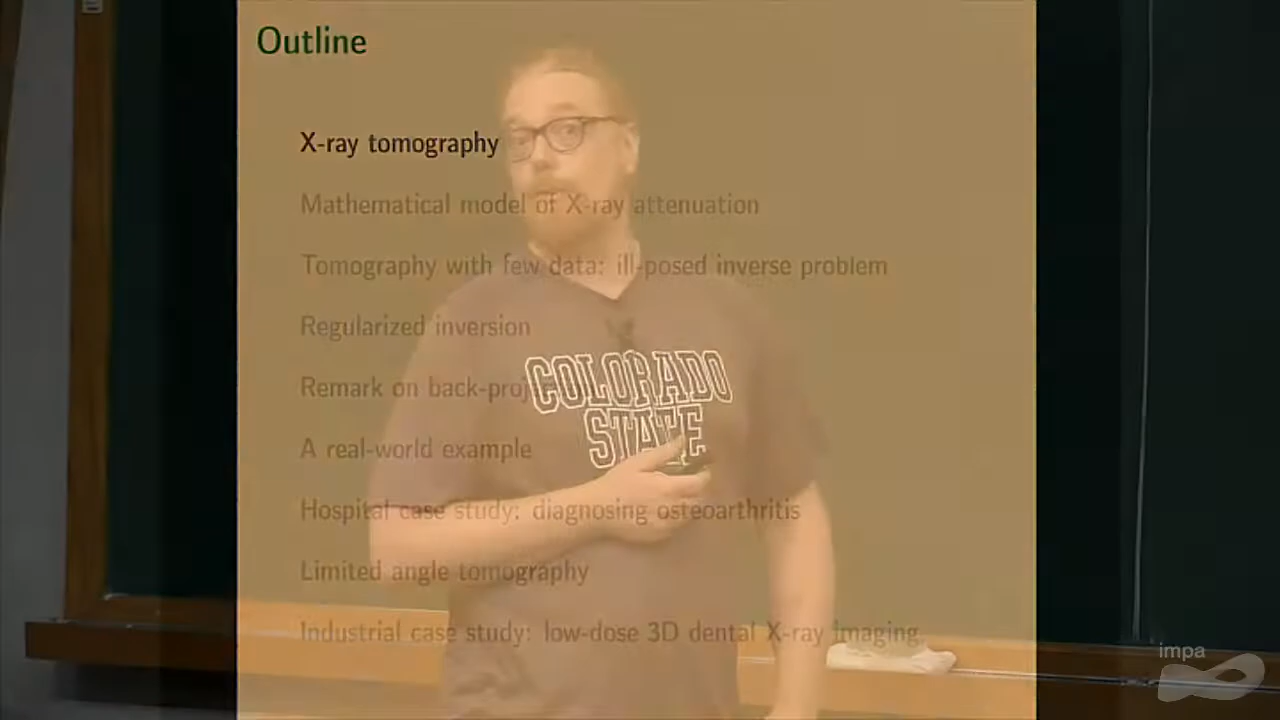 Outline
X-ray tomography
Mathematical model of X-ray attenuation
Tomography with few data: ill-posed inverse problem
Regularized inversion
Remark on back-proj
COLORADO
STATE
A real-world example
Hospital case study: diagnosing osteoarthritis
Limited angle tomography
Industrial case study: low-dose 3D dental X-ray imaging
impa